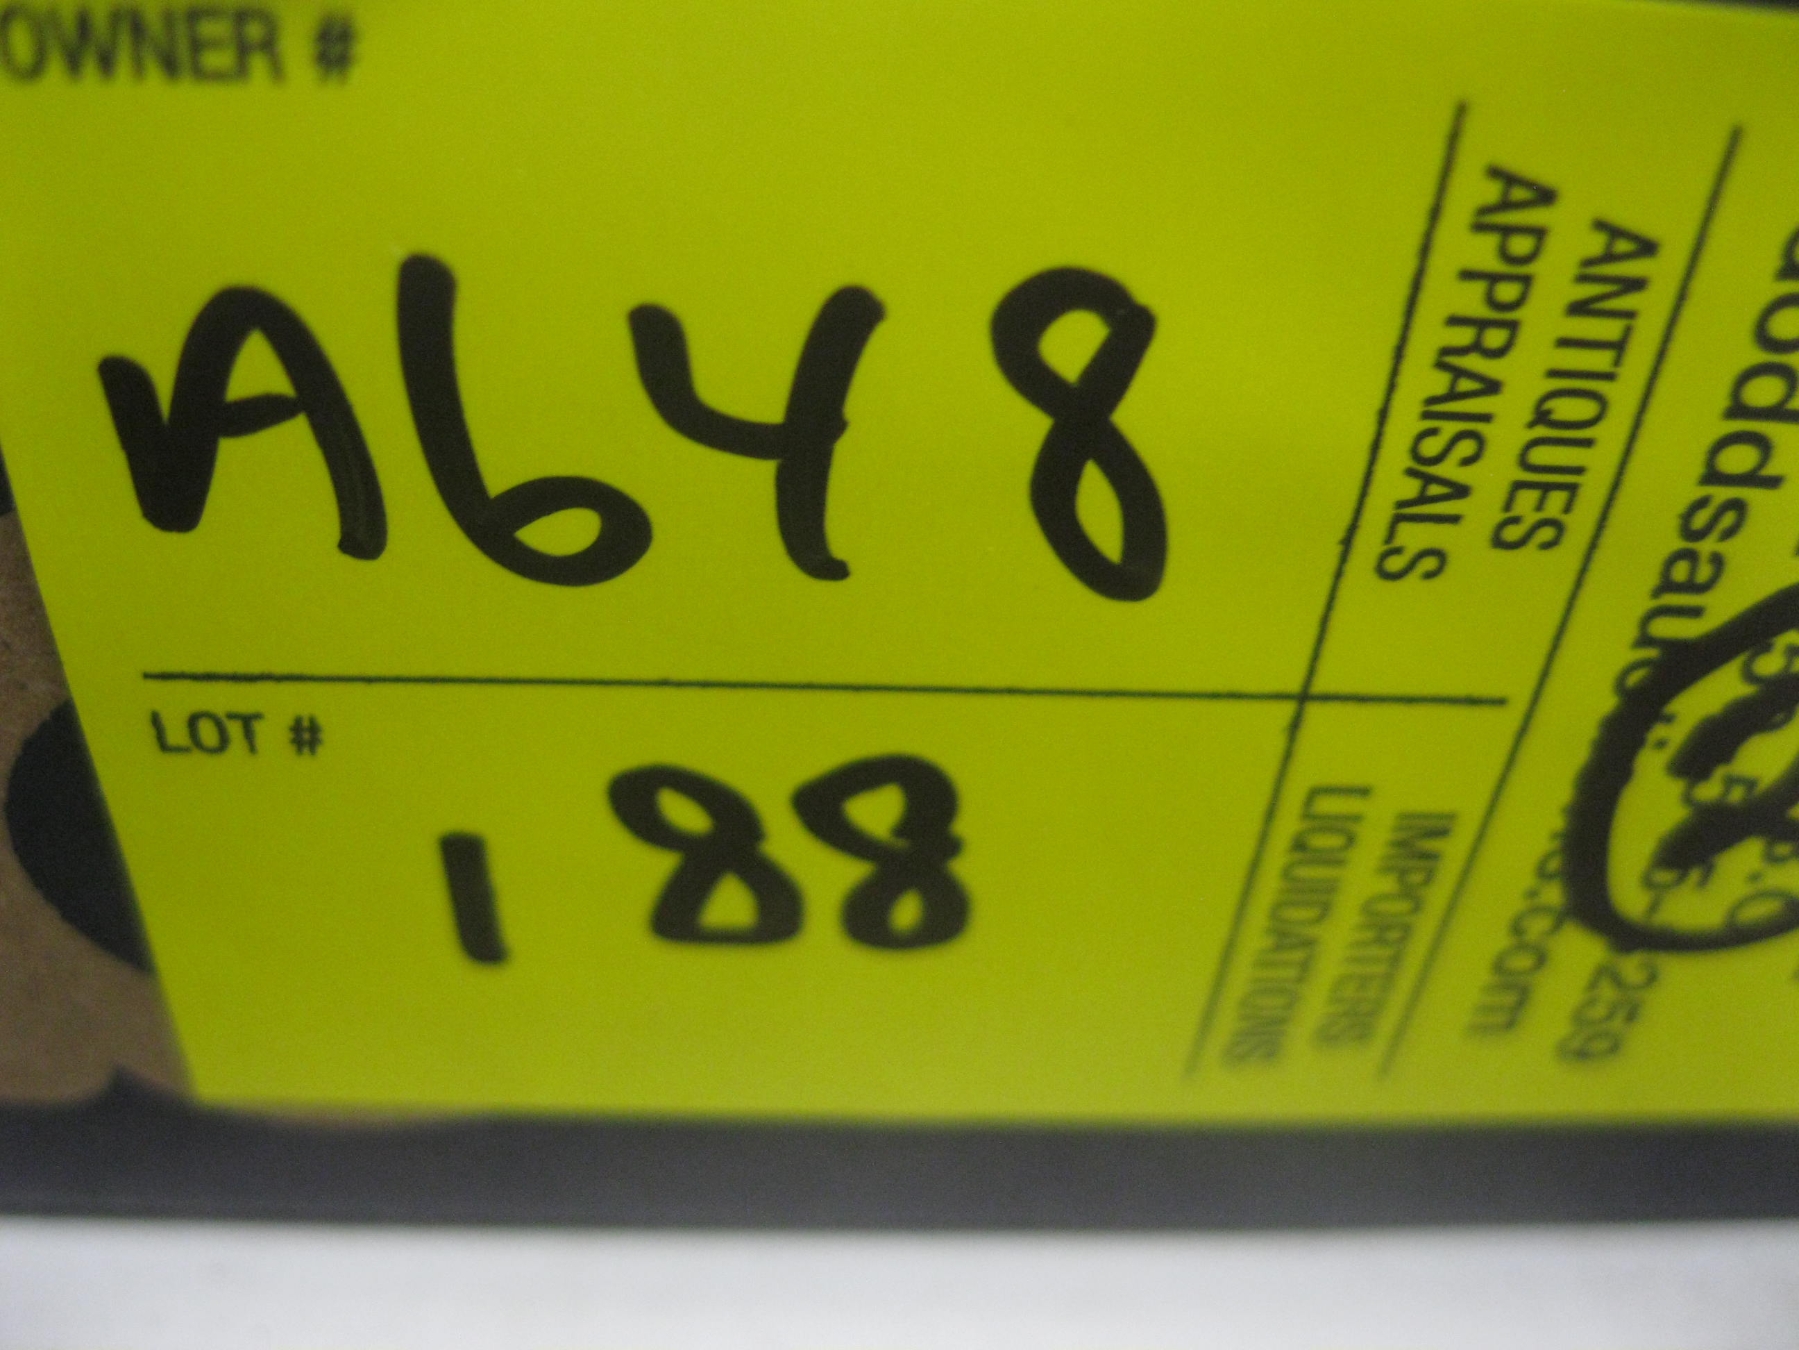 OWNER #
A648
LOT #
188
ANTIQUES
APPRAISALS
IMPORTERS
LIQUIDATIONS